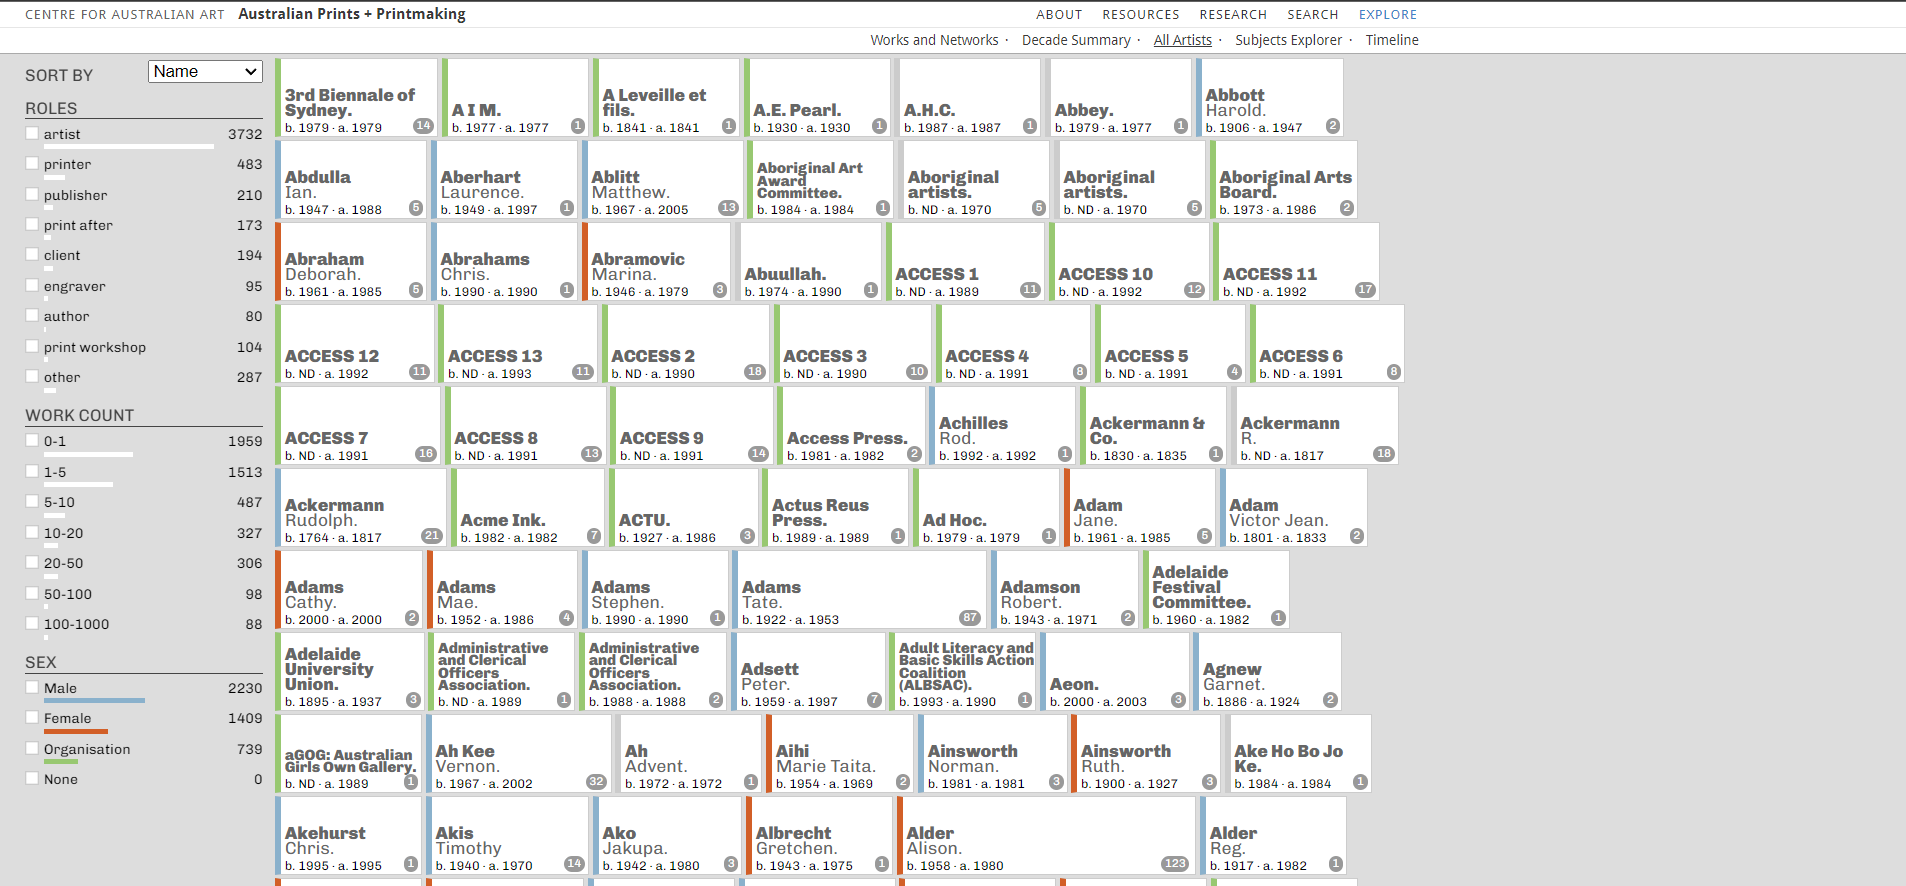 CENTRE FOR AUSTRALIAN ART Australian Prints + Printmaking ABOUT RESOURCES RESEARCH SEARCH EXPLORE
Works and Networks · Decade Summary · All Artists · Subjects Explorer · Timeline
SORT BY Name
ROLES
artist 3732
printer 483
publisher 210
print after 173
client 194
engraver 95
author 80
print workshop 104
other 287
WORK COUNT
0-1 1959
1-5 1513
5-10 487
10-20 327
20-50 306
50-100 98
100-1000 88
SEX
Male 2230
Female 1409
Organisation 739
None 0
3rd Biennale of
Sydney.
b. 1979 · a. 1979 14
A I M.
b. 1977 · a. 1977 1
A Leveille et
fils.
b. 1841 · a. 1841 1
A.E. Pearl.
b. 1930 · a. 1930 1
A.H.C.
b. 1987 · a. 1987 1
Abbey.
b. 1979 · a. 1977 1
Abbott
Harold.
b. 1906 · a. 1947 2
Abdulla
Ian.
b. 1947 · a. 1988 5
Aberhart
Laurence.
b. 1949 · a. 1997 1
Ablitt
Matthew.
b. 1967 · a. 2005 13
Aboriginal Art
Award
Committee.
b. 1984 · a. 1984 1
Aboriginal
artists.
b. ND · a. 1970 5
Aboriginal
artists.
b. ND · a. 1970 5
Aboriginal Arts
Board.
b. 1973 · a. 1986 2
Abraham
Deborah.
b. 1961 · a. 1985 5
Abrahams
Chris.
b. 1990 · a. 1990 1
Abramovic
Marina.
b. 1946 · a. 1979 3
Abuullah.
b. 1974 · a. 1990 1
ACCESS 1
b. ND · a. 1989 11
ACCESS 10
b. ND · a. 1992 12
ACCESS 11
b. ND · a. 1992 17
ACCESS 12
b. ND · a. 1992 11
ACCESS 13
b. ND · a. 1993 11
ACCESS 2
b. ND · a. 1990 18
ACCESS 3
b. ND · a. 1990 10
ACCESS 4
b. ND · a. 1991 8
ACCESS 5
b. ND · a. 1991 4
ACCESS 6
b. ND · a. 1991 8
ACCESS 7
b. ND · a. 1991 16
ACCESS 8
b. ND · a. 1991 13
ACCESS 9
b. ND · a. 1991 14
Access Press.
b. 1981 · a. 1982 2
Achilles
Rod.
b. 1992 · a. 1992 1
Ackermann &
Co.
b. 1830 · a. 1835 1
Ackermann
R.
b. ND · a. 1817 18
Ackermann
Rudolph.
b. 1764 · a. 1817 21
Acme Ink.
b. 1982 · a. 1982 7
ACTU.
b. 1927 · a. 1986 3
Actus Reus
Press.
b. 1989 · a. 1989 1
Ad Hoc.
b. 1979 · a. 1979 1
Adam
Jane.
b. 1961 · a. 1985 5
Adam
Victor Jean.
b. 1801 · a. 1833 2
Adams
Cathy.
b. 2000 · a. 2000 2
Adams
Mae.
b. 1952 · a. 1986 4
Adams
Stephen.
b. 1990 · a. 1990 1
Adams
Tate.
b. 1922 · a. 1953 87
Adamson
Robert.
b. 1943 · a. 1971 2
Adelaide
Festival
Committee.
b. 1960 · a. 1982 1
Adelaide
University
Union.
b. 1895 · a. 1937 3
Administrative
and Clerical
Officers
Association.
b. ND · a. 1989 1
Administrative
and Clerical
Officers
Association.
b. 1988 · a. 1988 2
Adsett
Peter.
b. 1959 · a. 1997 7
Adult Literacy and
Basic Skills Action
Coalition
(ALBSAC).
b. 1993 · a. 1990 1
Aeon.
b. 2000 · a. 2003 3
Agnew
Garnet.
b. 1886 · a. 1924 2
aGOG: Australian
Girls Own Gallery.
b. ND · a. 1989 1
Ah Kee
Vernon.
b. 1967 · a. 2002 32
Ah
Advent.
b. 1972 · a. 1972 1
Aihi
Marie Taita.
b. 1954 · a. 1969 2
Ainsworth
Norman.
b. 1981 · a. 1981 3
Ainsworth
Ruth.
b. 1900 · a. 1927 3
Ake Ho Bo Jo
Ke.
b. 1984 · a. 1984 1
Akehurst
Chris.
b. 1995 · a. 1995 1
Akis
Timothy
b. 1940 · a. 1970 14
Ako
Jakupa.
b. 1942 · a. 1980 3
Albrecht
Gretchen.
b. 1943 · a. 1975 1
Alder
Alison.
b. 1958 · a. 1980 123
Alder
Reg.
b. 1917 · a. 1982 1